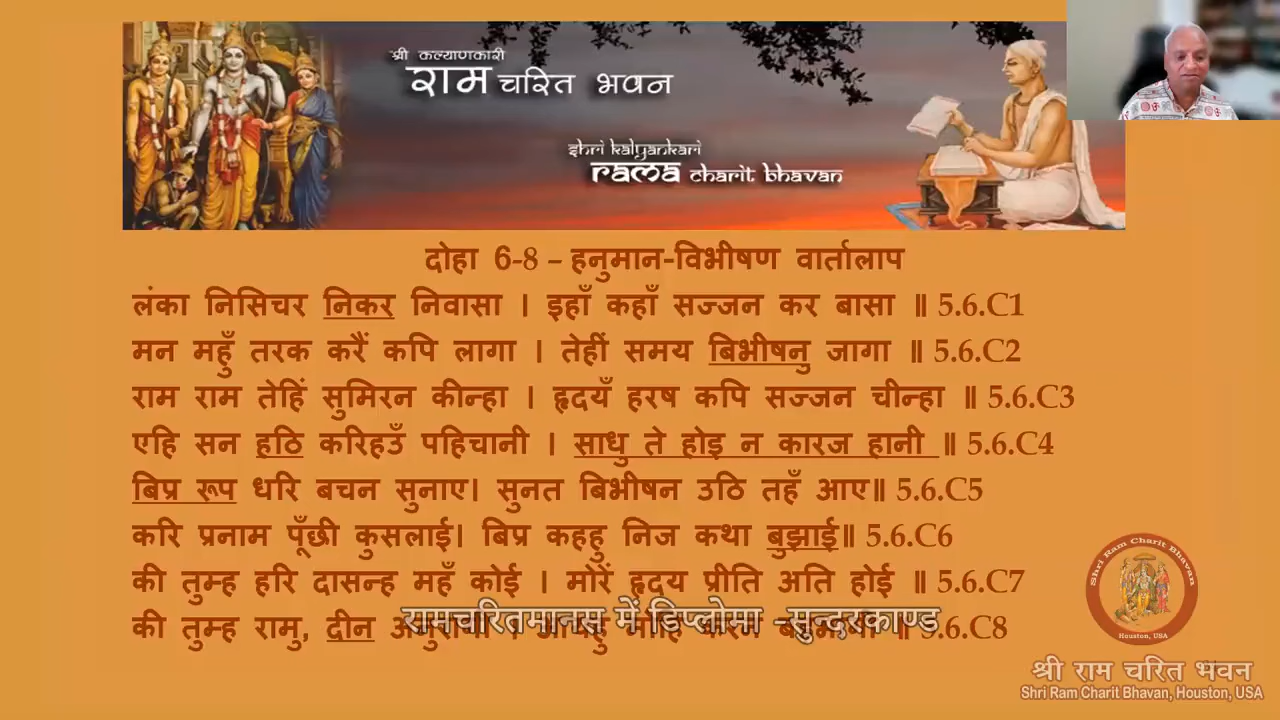 श्री कल्याणकारी
राम चरित भवन
shri kalyankari
rama charit bhavan
दोहा 6-8 – हनुमान-विभीषण वार्तालाप
लंका निसिचर निकर निवासा । इहाँ कहाँ सज्जन कर बासा ॥ 5.6.C1
मन महुँ तरक करैं कपि लागा । तेहीं समय बिभीषनु जागा ॥ 5.6.C2
राम राम तेहिं सुमिरन कीन्हा । हृदयँ हरष कपि सज्जन चीन्हा ॥ 5.6.C3
एहि सन हठि करिहउँ पहिचानी । साधु ते होइ न कारज हानी ॥ 5.6.C4
बिप्र रूप धरि बचन सुनाए। सुनत बिभीषन उठि तहँ आए॥ 5.6.C5
करि प्रनाम पूँछी कुसलाई। बिप्र कहहु निज कथा बुझाई॥ 5.6.C6
की तुम्ह हरि दासन्ह महँ कोई । मोरें हृदय प्रीति अति होई ॥ 5.6.C7
की तुम्ह रामु, दीन ॥ 5.6.C8
रामचरितमानस में डिप्लोमा -सुन्दरकाण्ड
Shri Ram Charit Bhavan
Houston, USA
श्री राम चरित भवन
Shri Ram Charit Bhavan, Houston, USA